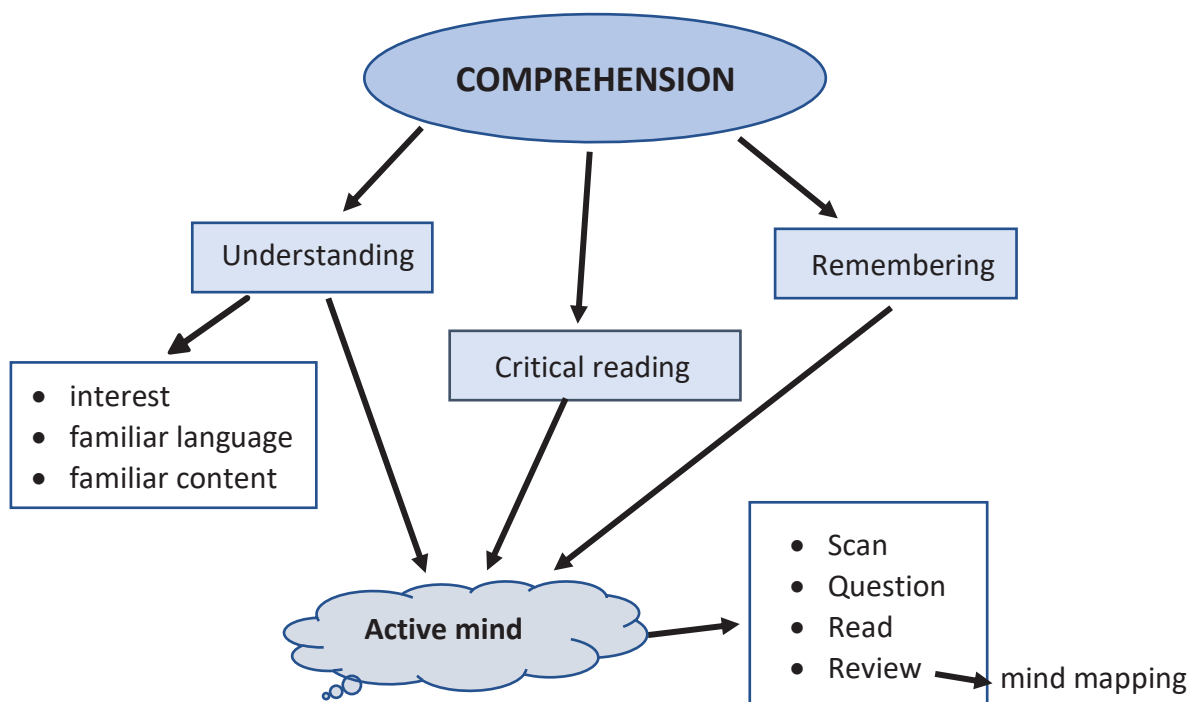 COMPREHENSION
Understanding
Remembering
Critical reading
• interest
• familiar language
• familiar content
Active mind
• Scan
• Question
• Read
• Review
mind mapping